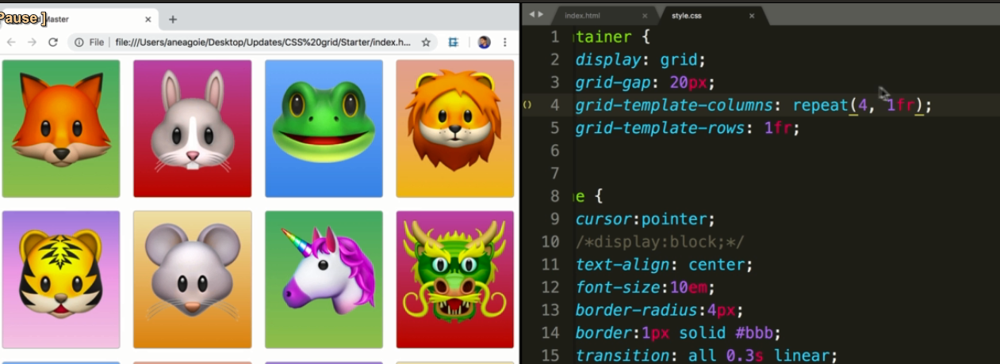 Pause ]
Master
File
file:///Users/aneagoie/Desktop/Updates/CSS%20grid/Starter/index.h...
index.html
style.css
1 tainer {
2 display: grid;
3 grid-gap: 20px;
4 grid-template-columns: repeat(4, 1fr);
5 grid-template-rows: 1fr;
6
7
8 e {
9 cursor:pointer;
10 /*display:block;*/
11 text-align: center;
12 font-size:10em;
13 border-radius:4px;
14 border:1px solid #bbb;
15 transition: all 0.3s linear;